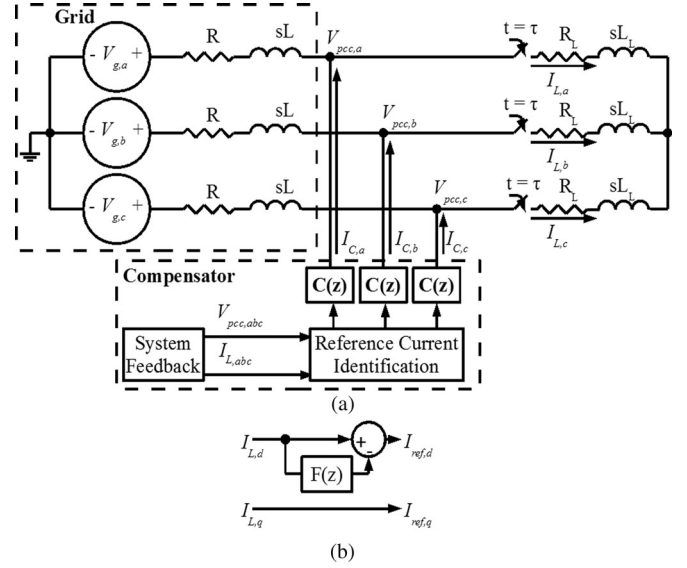 Grid
- V_g,a +
R
sL
V_pcc,a
t = τ
R_L
sL_L
I_L,a
- V_g,b +
R
sL
V_pcc,b
t = τ
R_L
sL_L
I_L,b
- V_g,c +
R
sL
V_pcc,c
t = τ
R_L
sL_L
I_L,c
I_C,a
I_C,b
I_C,c
Compensator
C(z)
C(z)
C(z)
V_pcc,abc
System
Feedback
I_L,abc
Reference Current
Identification
(a)
I_L,d
+
-
I_ref,d
F(z)
I_L,q
I_ref,q
(b)